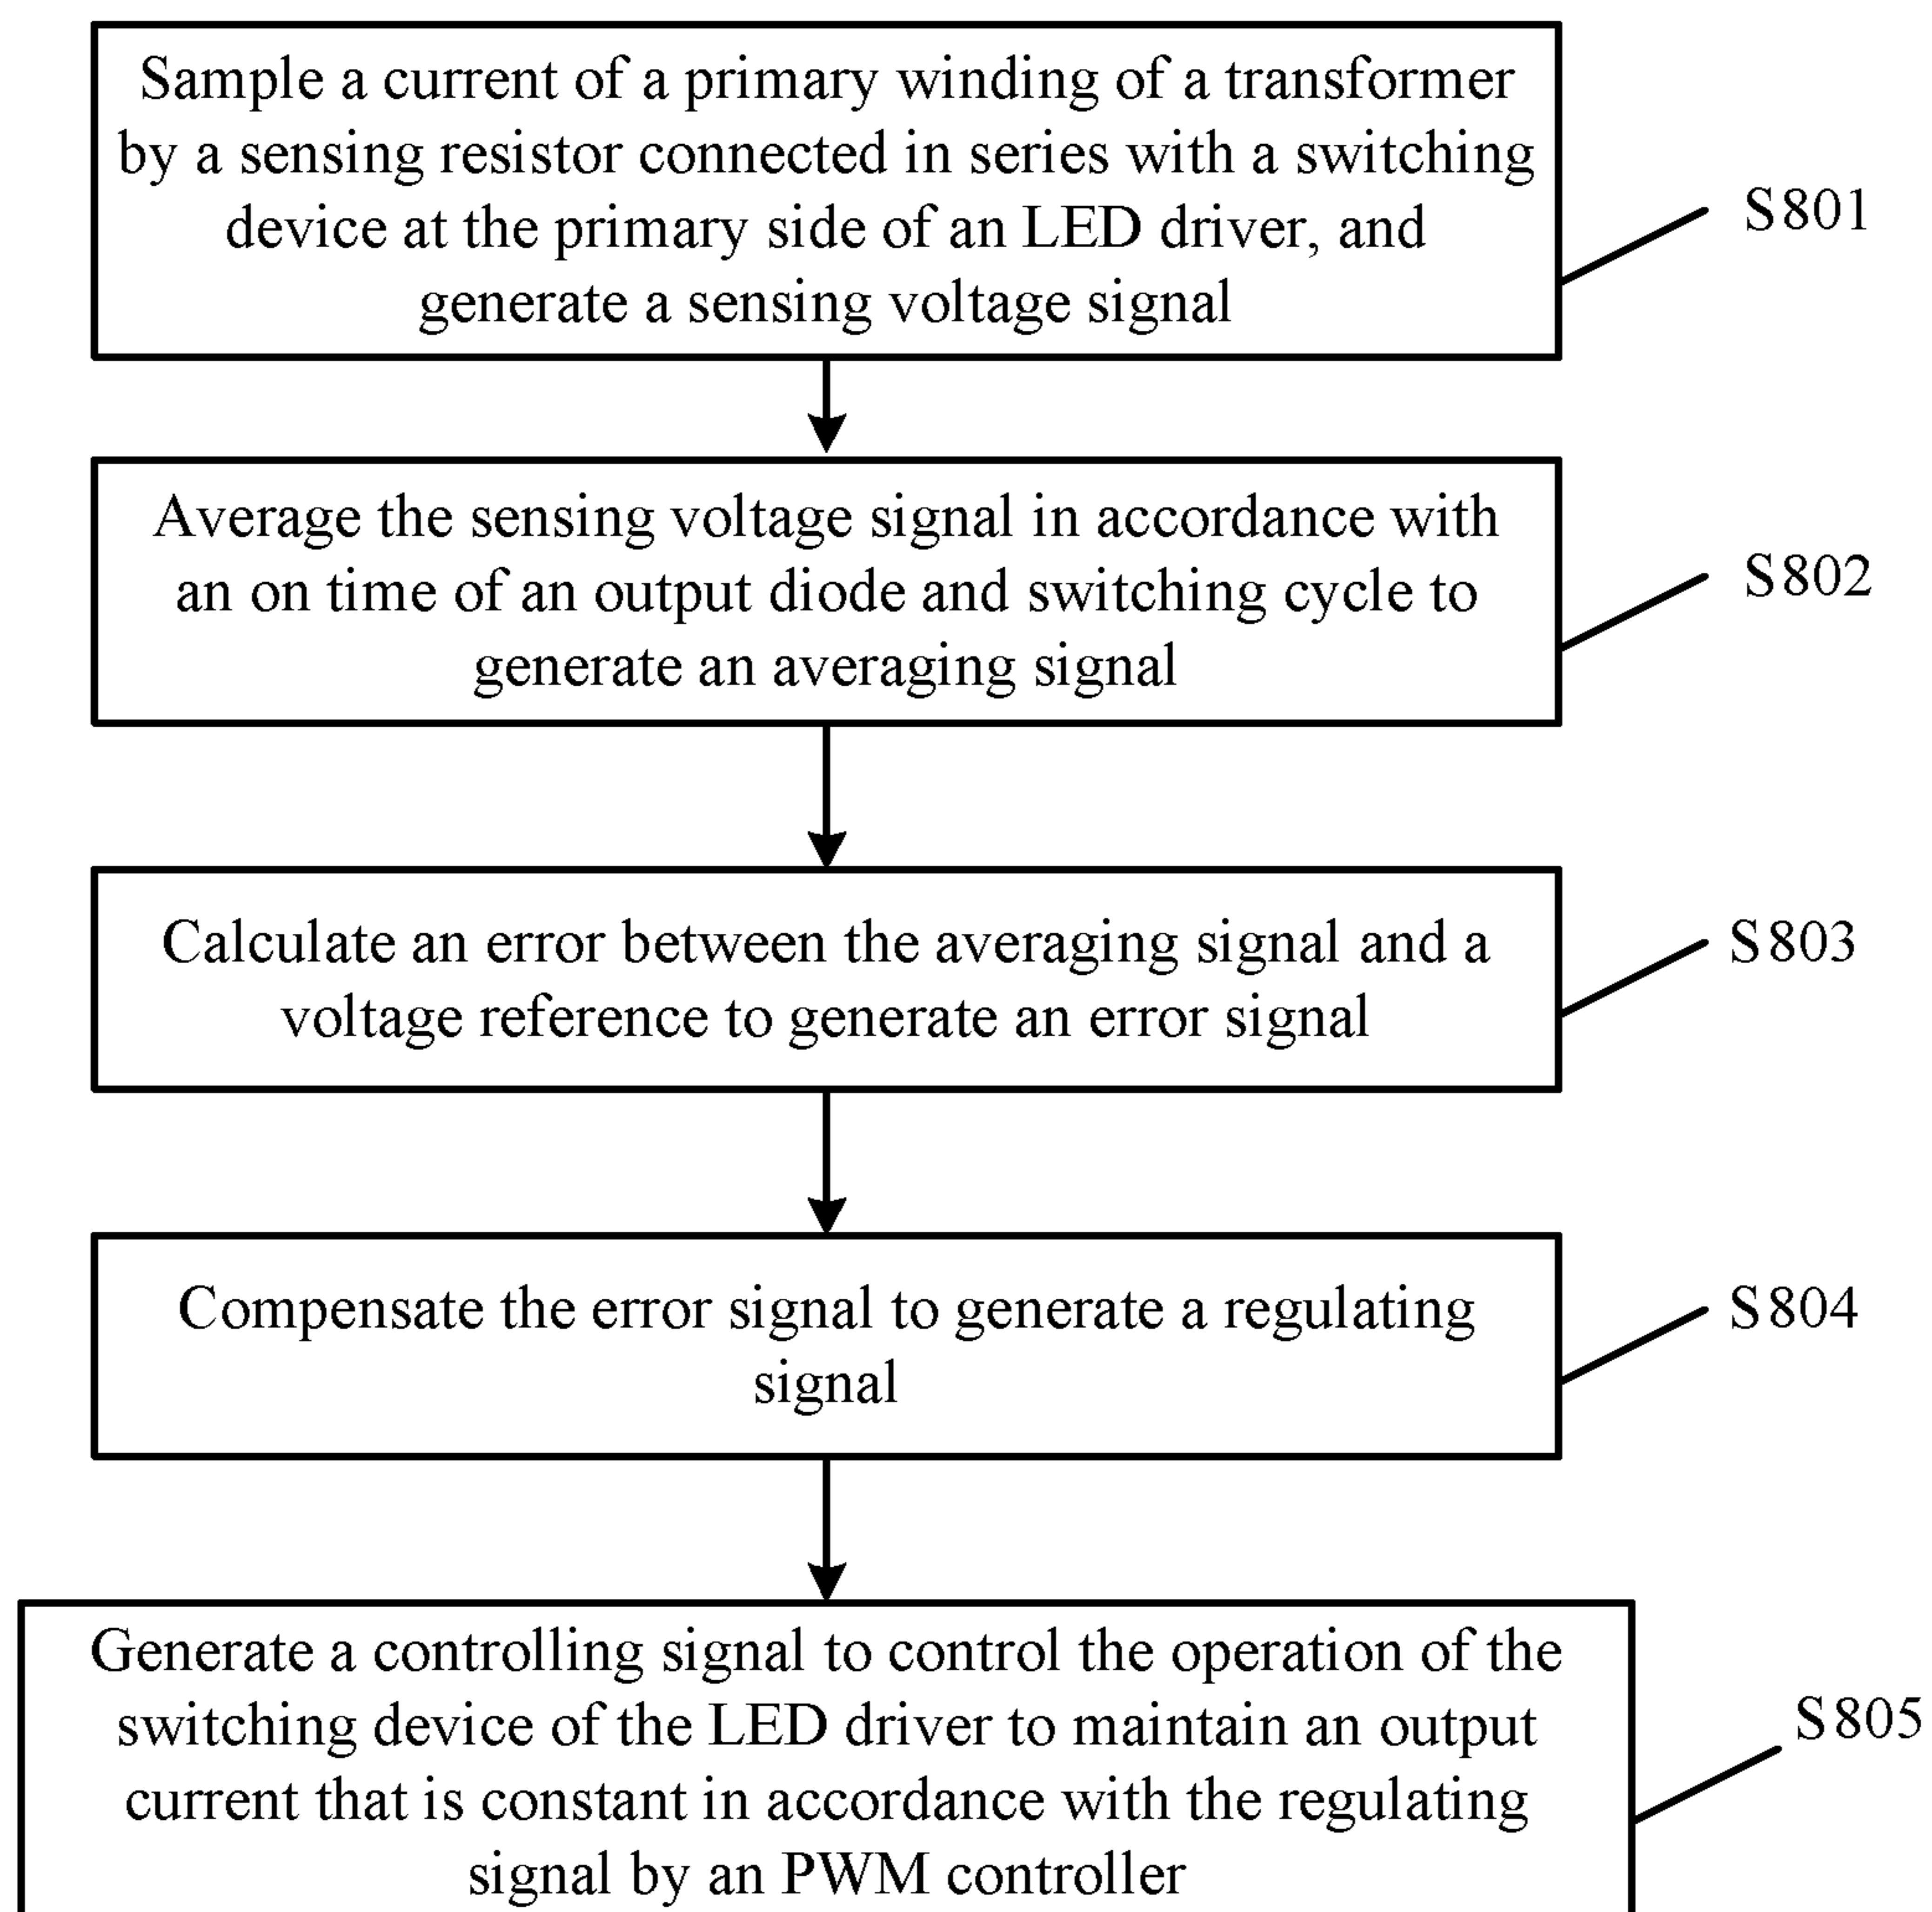 Sample a current of a primary winding of a transformer
by a sensing resistor connected in series with a switching
device at the primary side of an LED driver, and
generate a sensing voltage signal
S801
Average the sensing voltage signal in accordance with
an on time of an output diode and switching cycle to
generate an averaging signal
S802
Calculate an error between the averaging signal and a
voltage reference to generate an error signal
S803
Compensate the error signal to generate a regulating
signal
S804
Generate a controlling signal to control the operation of the
switching device of the LED driver to maintain an output
current that is constant in accordance with the regulating
signal by an PWM controller
S805